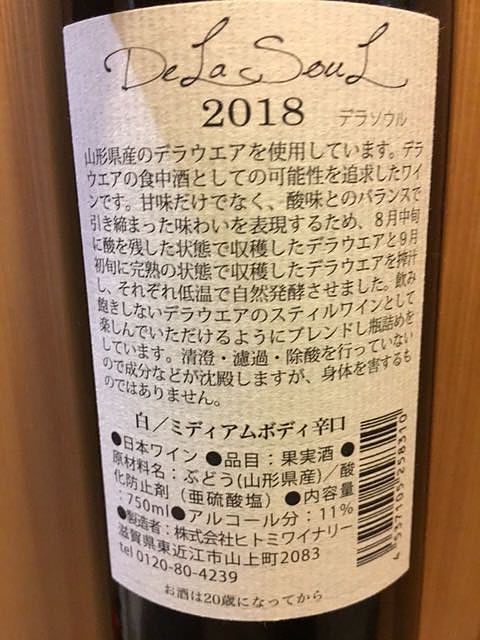 De La Soul
2018 デラソウル
山形県産のデラウエアを使用しています。デラ
ウエアの食中酒としての可能性を追求したワイ
ンです。甘味だけでなく、酸味とのバランスで
引き締まった味わいを表現するため、8月中旬
に酸を残した状態で収穫したデラウエアと9月
初旬に完熟の状態で収穫したデラウエアを搾汁
し、それぞれ低温で自然発酵させました。飲み
飽きしないデラウエアのスティルワインとして
楽しんでいただけるようにブレンドし瓶詰めを
しています。清澄・濾過・除酸を行っていない
ので成分などが沈殿しますが、身体を害するも
のではありません。
白／ミディアムボディ辛口
●日本ワイン ●品目：果実酒 ●
原材料名：ぶどう(山形県産)／酸
化防止剤（亜硫酸塩）●内容量
:750ml●アルコール分：11%
●製造者：株式会社ヒトミワイナリー
滋賀県東近江市山上町2083
tel 0120-80-4239
お酒は20歳になってから
4 537109 258310